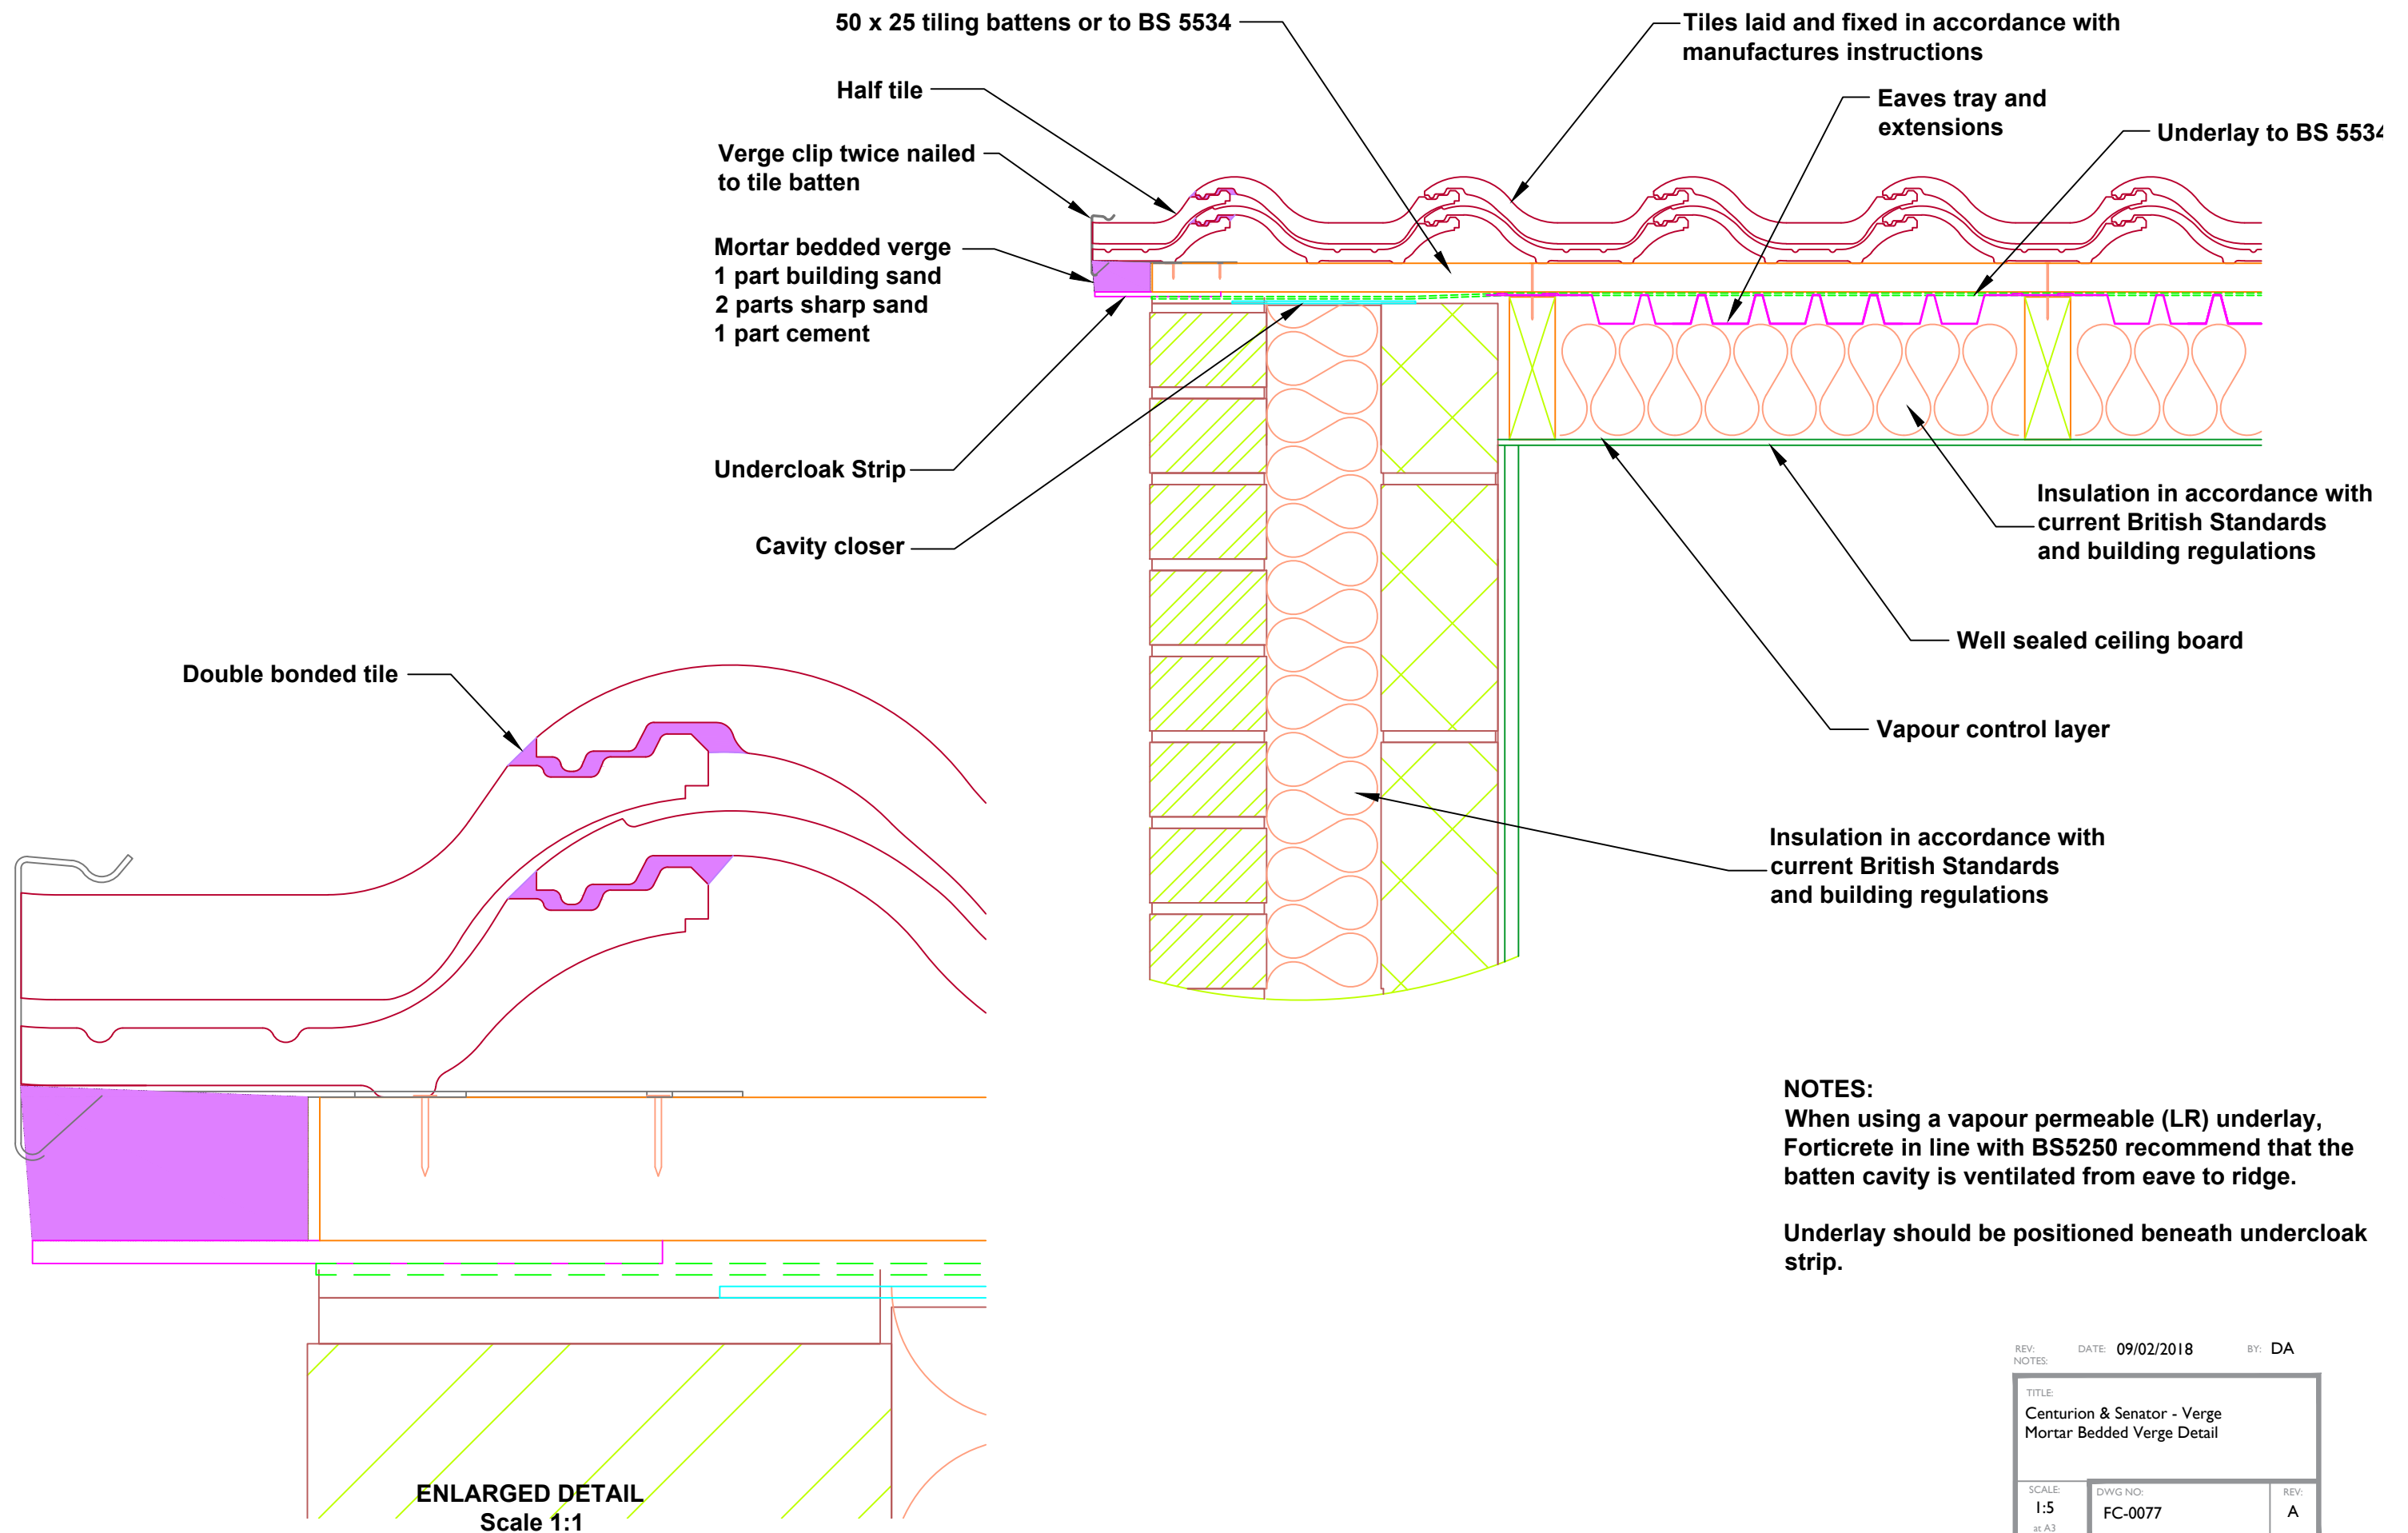 50 x 25 tiling battens or to BS 5534
Tiles laid and fixed in accordance with
manufactures instructions
Half tile
Eaves tray and
extensions
Underlay to BS 5534
Verge clip twice nailed
to tile batten
Mortar bedded verge
1 part building sand
2 parts sharp sand
1 part cement
Undercloak Strip
Cavity closer
Insulation in accordance with
current British Standards
and building regulations
Well sealed ceiling board
Vapour control layer
Double bonded tile
Insulation in accordance with
current British Standards
and building regulations
NOTES:
When using a vapour permeable (LR) underlay,
Forticrete in line with BS5250 recommend that the
batten cavity is ventilated from eave to ridge.
Underlay should be positioned beneath undercloak
strip.
ENLARGED DETAIL
Scale 1:1
REV: DATE: 09/02/2018 BY: DA
NOTES:
TITLE:
Centurion & Senator - Verge
Mortar Bedded Verge Detail
SCALE: DWG NO: REV:
1:5 FC-0077 A
at A3